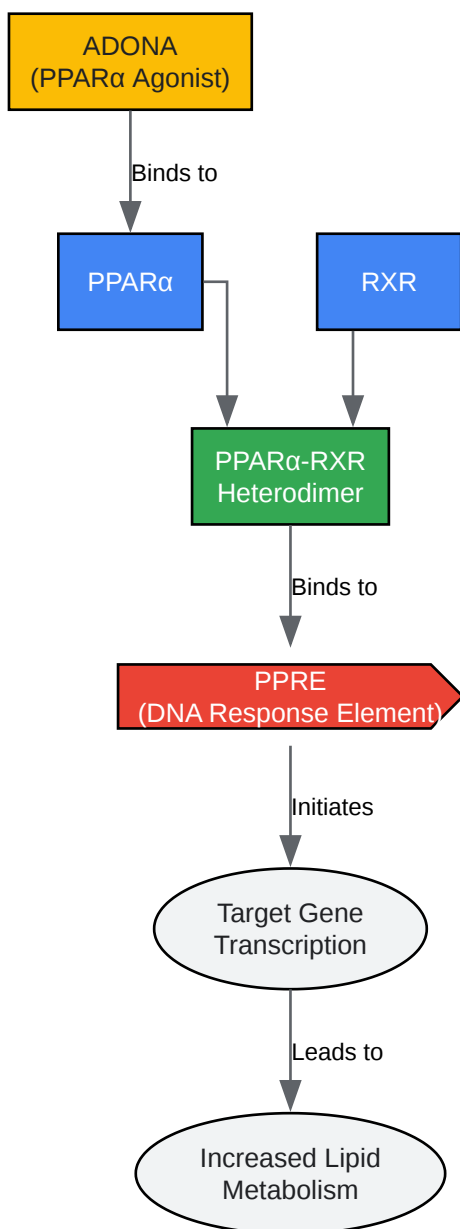 ADONA
(PPARα Agonist)
Binds to
PPARα
RXR
PPARα-RXR
Heterodimer
Binds to
PPRE
(DNA Response Element)
Initiates
Target Gene
Transcription
Leads to
Increased Lipid
Metabolism